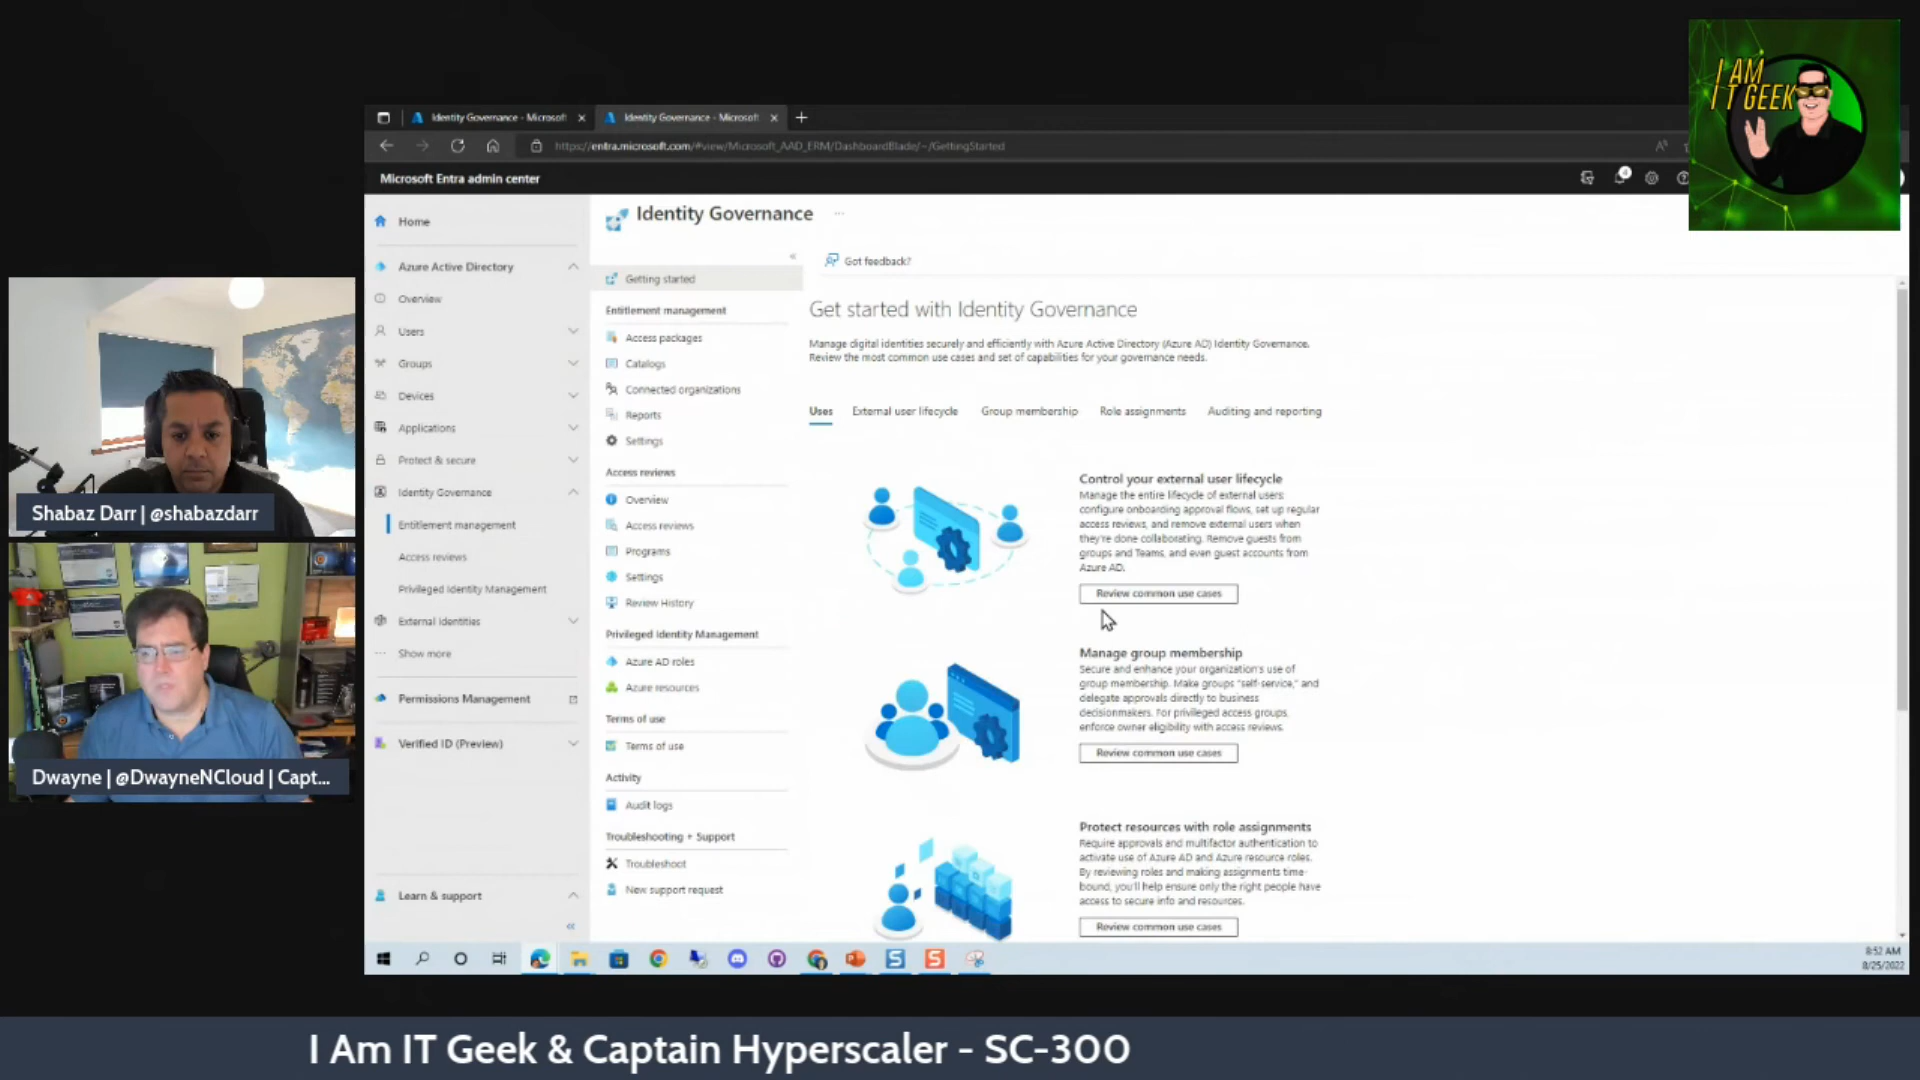 I AM
IT GEEK
Identity Governance - Microsoft
Identity Governance - Microsoft
https://entra.microsoft.com/#view/Microsoft_AAD_ERM/DashboardBlade/~/GettingStarted
Microsoft Entra admin center
Home
Azure Active Directory
Overview
Users
Groups
Devices
Applications
Protect & secure
Identity Governance
Entitlement management
Access reviews
Privileged Identity Management
External Identities
Show more
Permissions Management
Verified ID (Preview)
Learn & support
Identity Governance
Getting started
Entitlement management
Access packages
Catalogs
Connected organizations
Reports
Settings
Access reviews
Overview
Access reviews
Programs
Settings
Review History
Privileged Identity Management
Azure AD roles
Azure resources
Terms of use
Terms of use
Activity
Audit logs
Troubleshooting + Support
Troubleshoot
New support request
Got feedback?
Get started with Identity Governance
Manage digital identities securely and efficiently with Azure Active Directory (Azure AD) Identity Governance.
Review the most common use cases and set of capabilities for your governance needs.
Uses External user lifecycle Group membership Role assignments Auditing and reporting
Control your external user lifecycle
Manage the entire lifecycle of external users:
configure onboarding approval flows, set up regular
access reviews, and remove external users when
they're done collaborating. Remove guests from
groups and Teams, and even guest accounts from
Azure AD.
Review common use cases
Manage group membership
Secure and enhance your organization's use of
group membership. Make groups "self-service," and
delegate approvals directly to business
decisionmakers. For privileged access groups,
enforce owner eligibility with access reviews.
Review common use cases
Protect resources with role assignments
Require approvals and multifactor authentication to
activate use of Azure AD and Azure resource roles.
By reviewing roles and making assignments time-
bound, you'll help ensure only the right people have
access to secure info and resources.
Review common use cases
8:52 AM
8/25/2022
Shabaz Darr | @shabazdarr
Dwayne | @DwayneNCloud | Capt...
I Am IT Geek & Captain Hyperscaler - SC-300